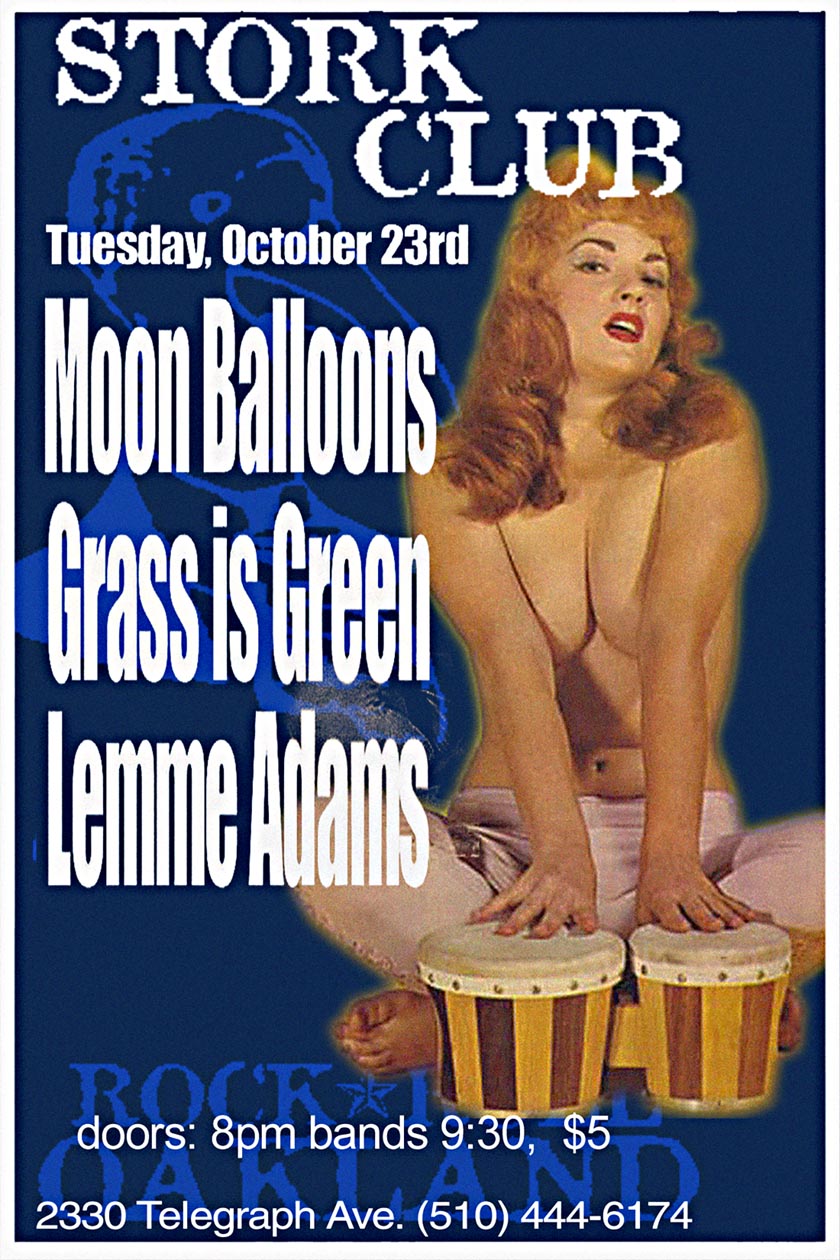 STORK
CLUB
Tuesday, October 23rd
Moon Balloons
Grass is Green
Lemme Adams
ROCK
doors: 8pm bands 9:30, $5
OAKLAND
2330 Telegraph Ave. (510) 444-6174